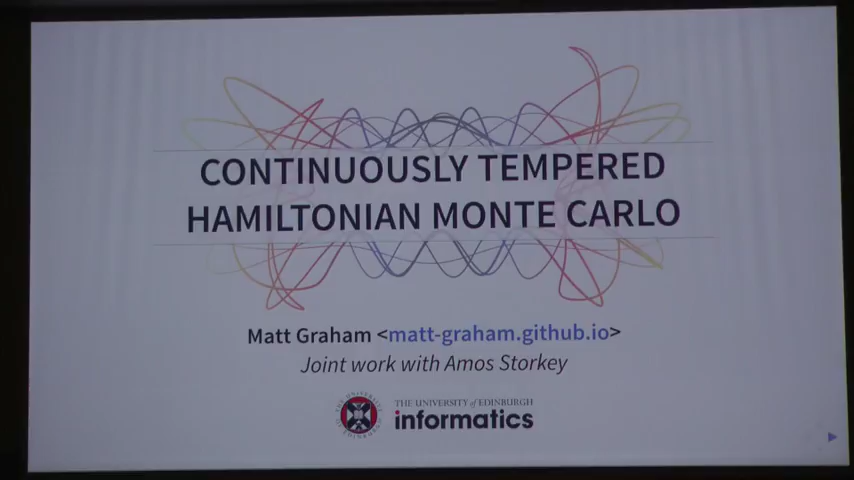 CONTINUOUSLY TEMPERED
HAMILTONIAN MONTE CARLO
Matt Graham <matt-graham.github.io>
Joint work with Amos Storkey
THE UNIVERSITY of EDINBURGH
informatics